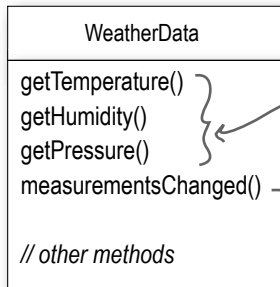 WeatherData
getTemperature()
getHumidity()
getPressure()
measurementsChanged()
// other methods